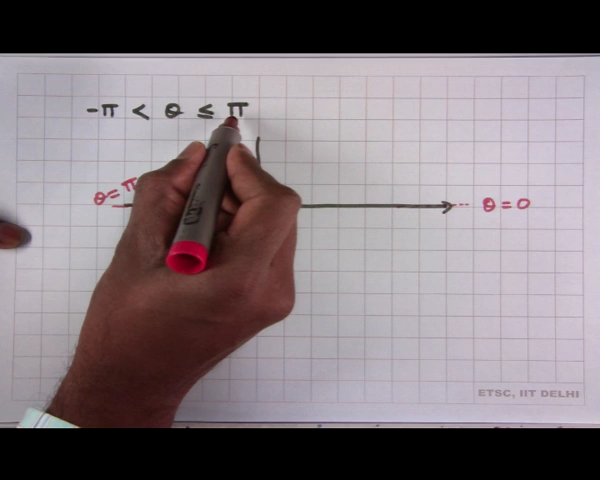 -π < θ ≤ π
θ = π
θ = 0
ETSC, IIT DELHI